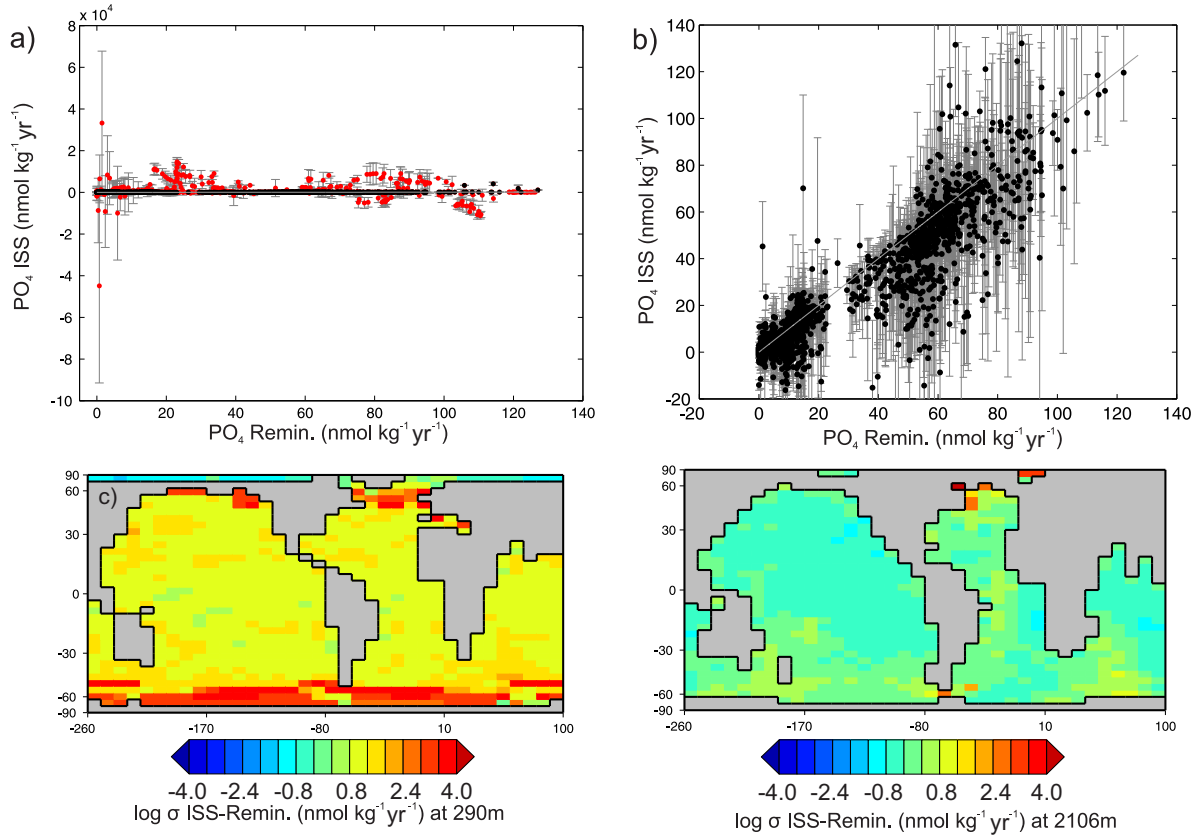 a)
x 10⁴
8
6
4
2
0
-2
-4
-6
-8
-10
PO₄ ISS (nmol kg⁻¹yr⁻¹)
0 20 40 60 80 100 120 140
PO₄ Remin. (nmol kg⁻¹yr⁻¹)
b)
140
120
100
80
60
40
20
0
-20
PO₄ ISS (nmol kg⁻¹yr⁻¹)
-20 0 20 40 60 80 100 120 140
PO₄ Remin. (nmol kg⁻¹yr⁻¹)
c)
90
60
30
0
-30
-60
-90
-260 -170 -80 10 100
-4.0 -2.4 -0.8 0.8 2.4 4.0
log σ ISS-Remin. (nmol kg⁻¹yr⁻¹) at 290m
90
60
30
0
-30
-60
-90
-260 -170 -80 10 100
-4.0 -2.4 -0.8 0.8 2.4 4.0
log σ ISS-Remin. (nmol kg⁻¹yr⁻¹) at 2106m